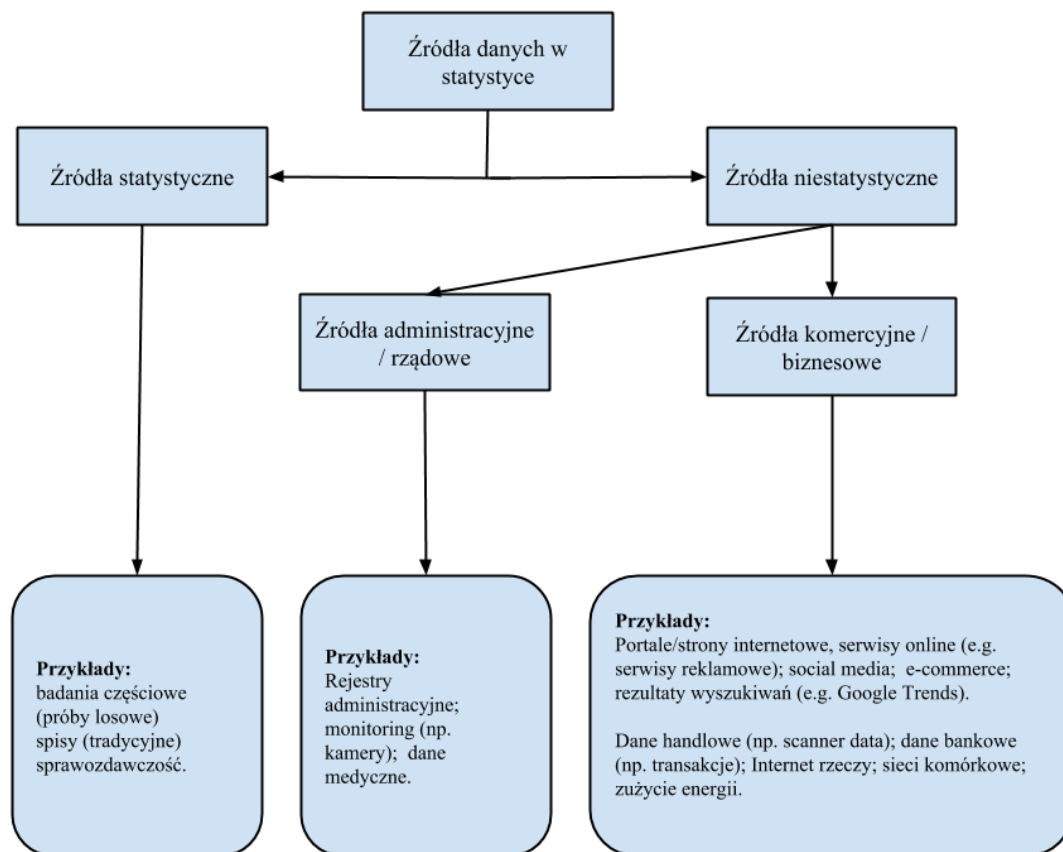 Źródła danych w
statystyce
Źródła statystyczne
Źródła niestatystyczne
Źródła administracyjne
/ rządowe
Źródła komercyjne /
biznesowe
Przykłady:
badania częściowe
(próby losowe)
spisy (tradycyjne)
sprawozdawczość.
Przykłady:
Rejestry
administracyjne;
monitoring (np.
kamery); dane
medyczne.
Przykłady:
Portale/strony internetowe, serwisy online (e.g.
serwisy reklamowe); social media; e-commerce;
rezultaty wyszukiwań (e.g. Google Trends).
Dane handlowe (np. scanner data); dane bankowe
(np. transakcje); Internet rzeczy; sieci komórkowe;
zużycie energii.